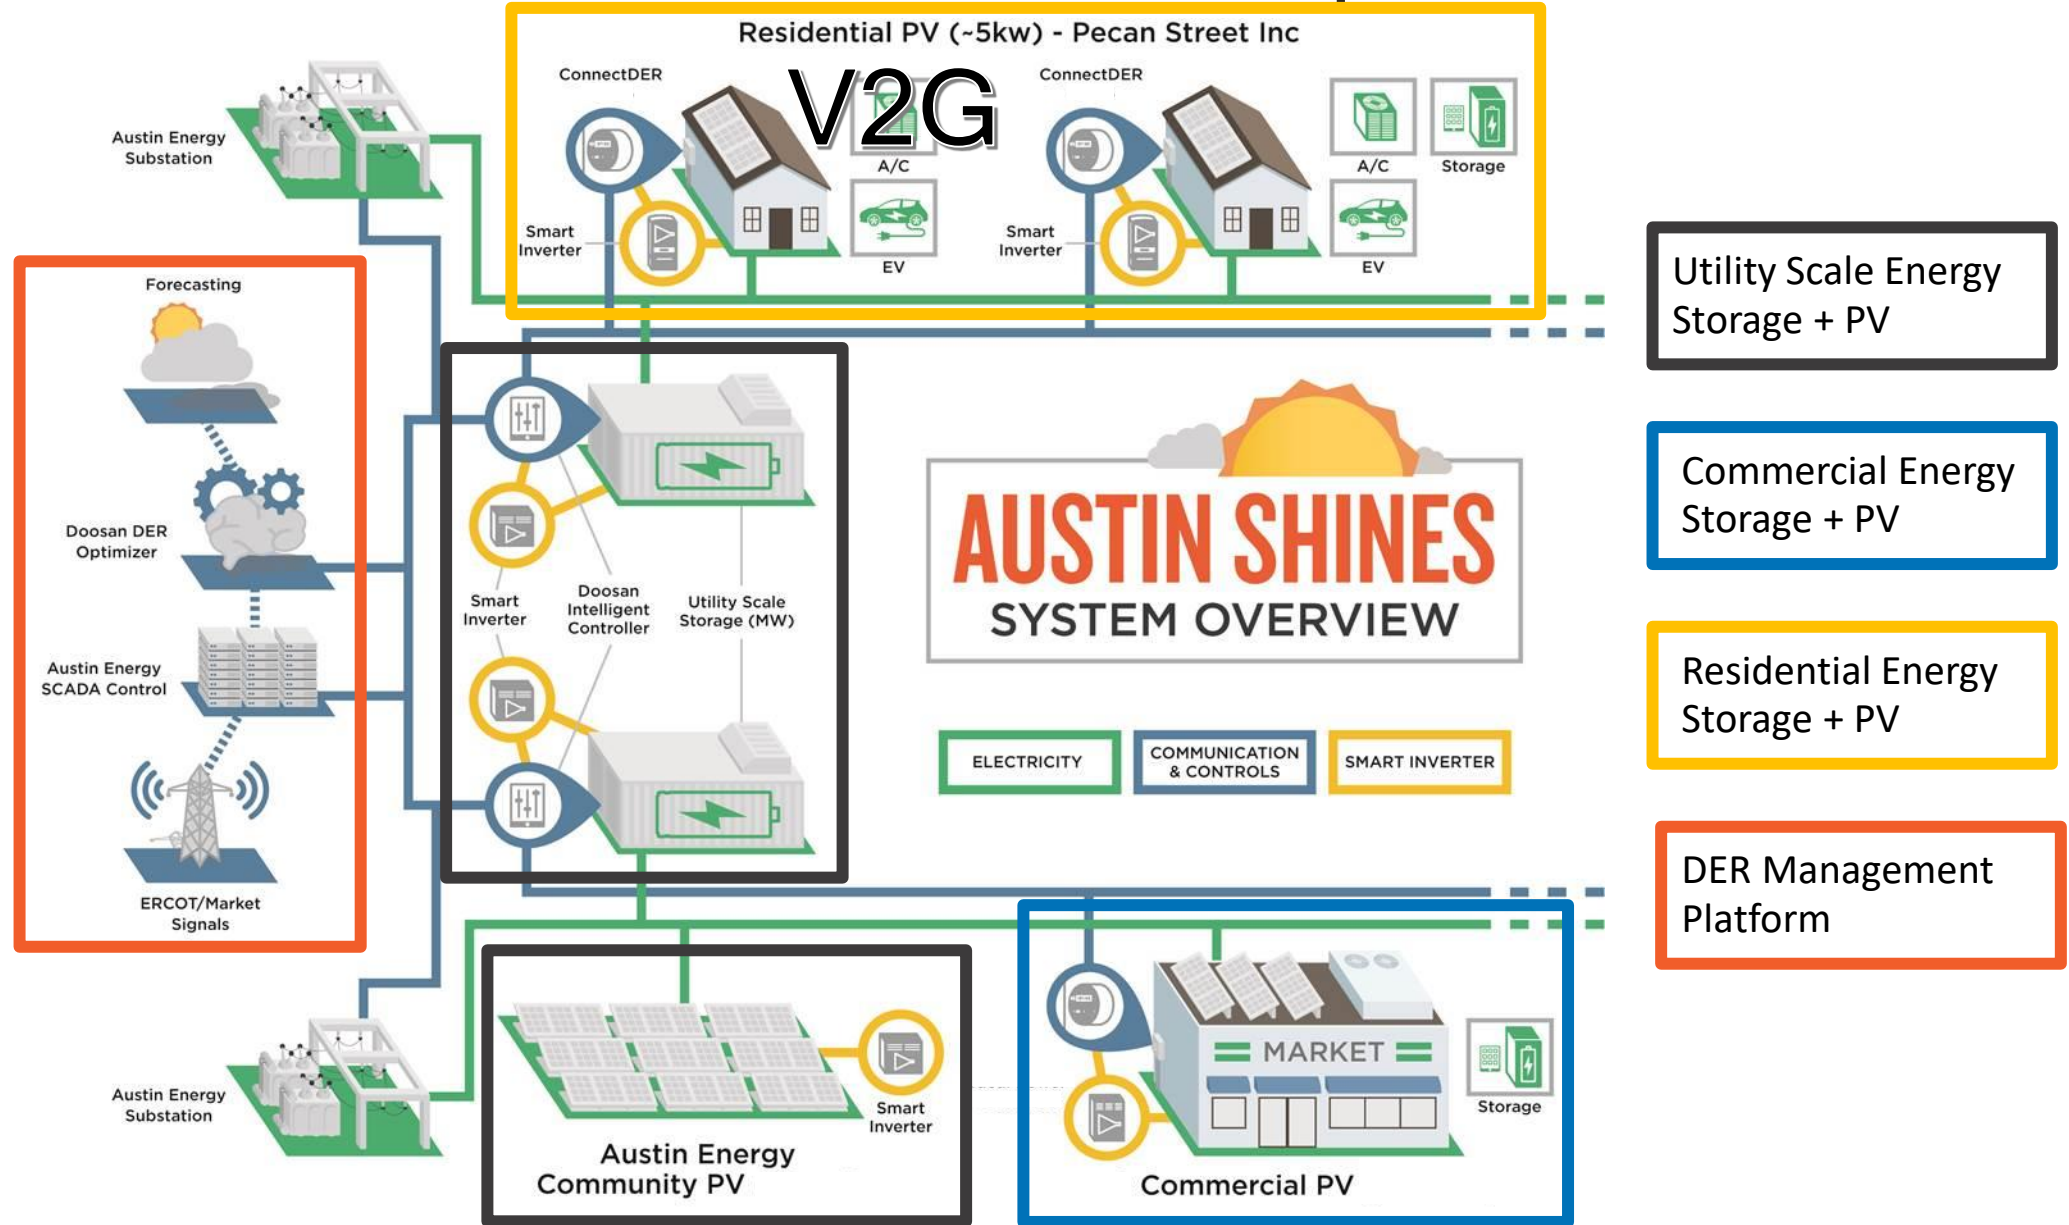 Residential PV (~5kw) - Pecan Street Inc
ConnectDER
V2G
ConnectDER
Austin Energy
Substation
A/C
A/C
Storage
Smart
Inverter
Smart
Inverter
EV
EV
Forecasting
Doosan DER
Optimizer
Austin Energy
SCADA Control
ERCOT/Market
Signals
Smart
Inverter
Doosan
Intelligent
Controller
Utility Scale
Storage (MW)
AUSTIN SHINES
SYSTEM OVERVIEW
ELECTRICITY
COMMUNICATION
& CONTROLS
SMART INVERTER
Utility Scale Energy
Storage + PV
Commercial Energy
Storage + PV
Residential Energy
Storage + PV
DER Management
Platform
Austin Energy
Substation
Smart
Inverter
Austin Energy
Community PV
MARKET
Storage
Commercial PV